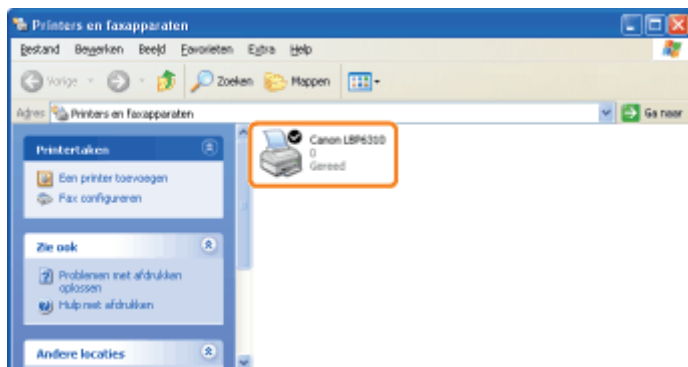 Printers en faxapparaten
Bestand Bewerken Beeld Favorieten Extra Help
Vorige Zoeken Mappen
Adres Printers en faxapparaten Ga naar
Printertaken
Een printer toevoegen
Fax configureren
Zie ook
Problemen met afdrukken
oplossen
Hulp met afdrukken
Andere locaties
Canon LBP6310
0
Gereed